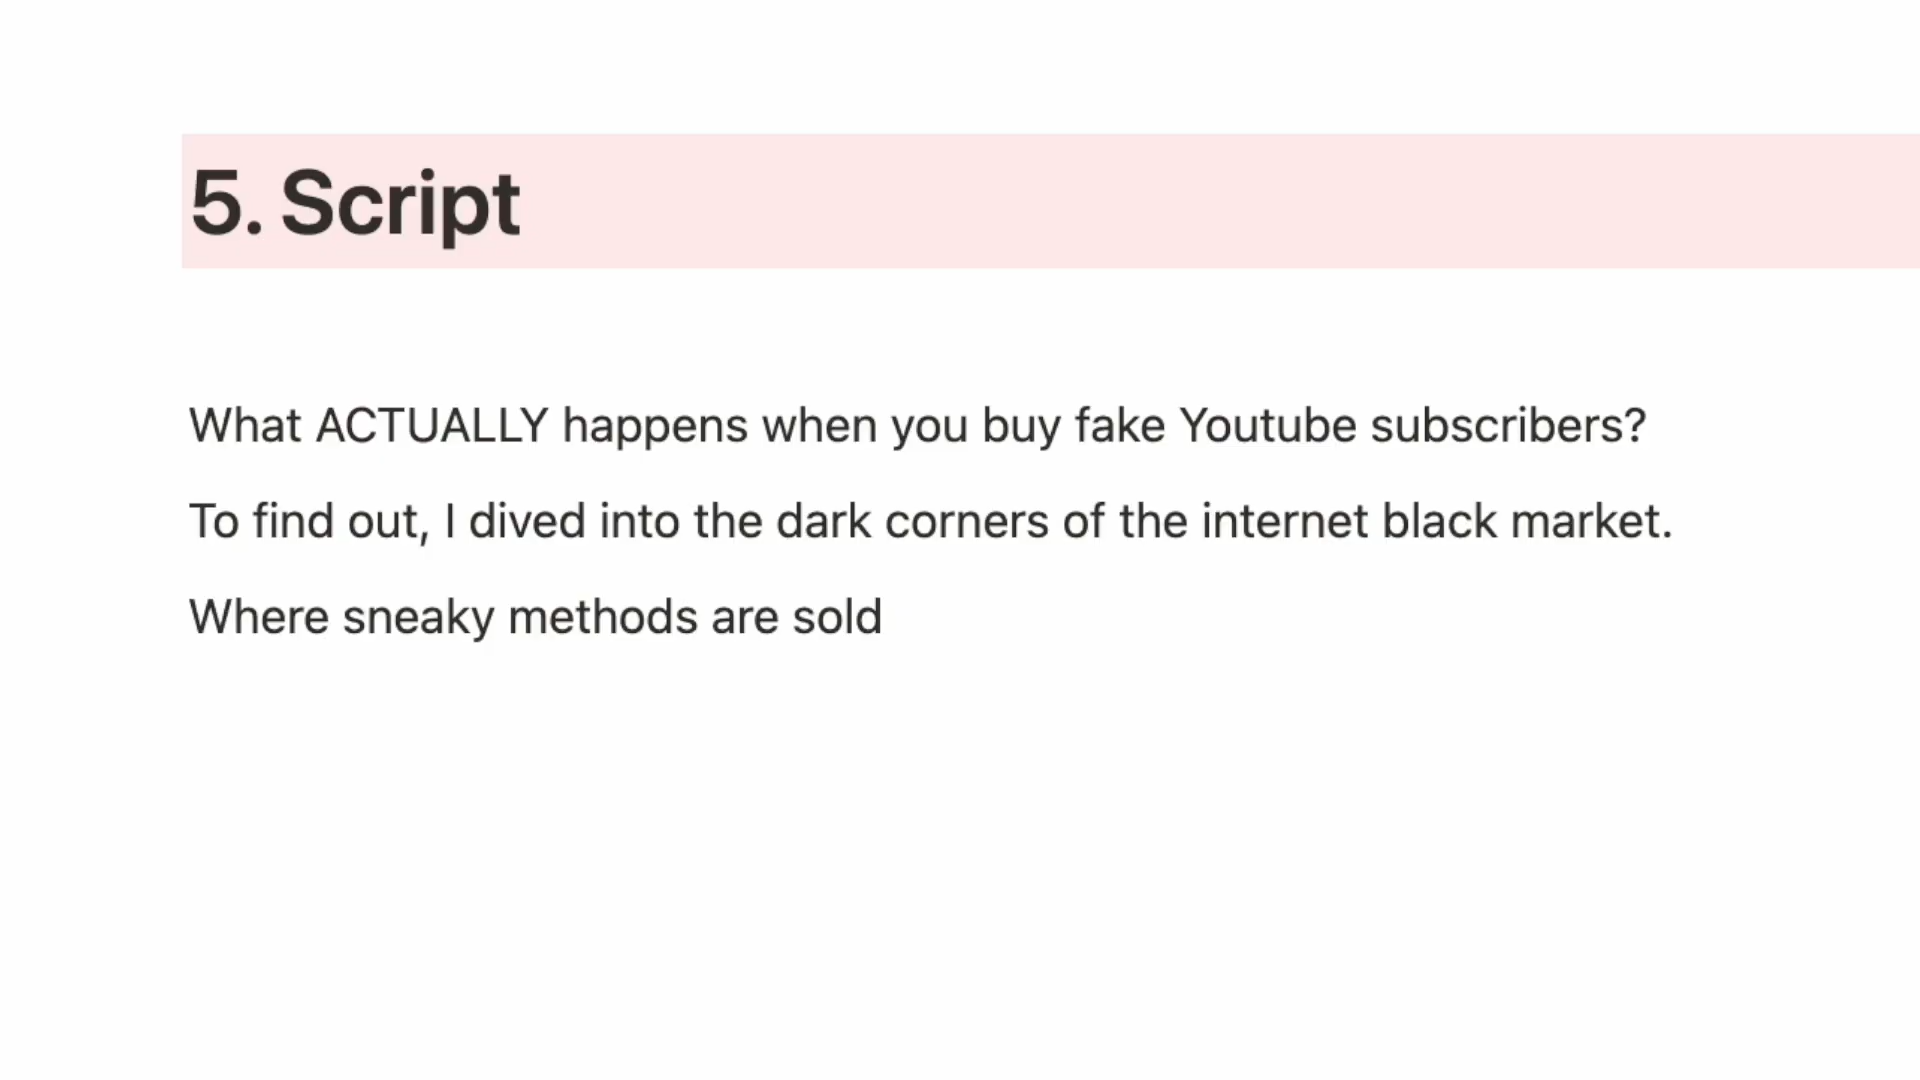 5. Script
What ACTUALLY happens when you buy fake Youtube subscribers?
To find out, I dived into the dark corners of the internet black market.
Where sneaky methods are sold